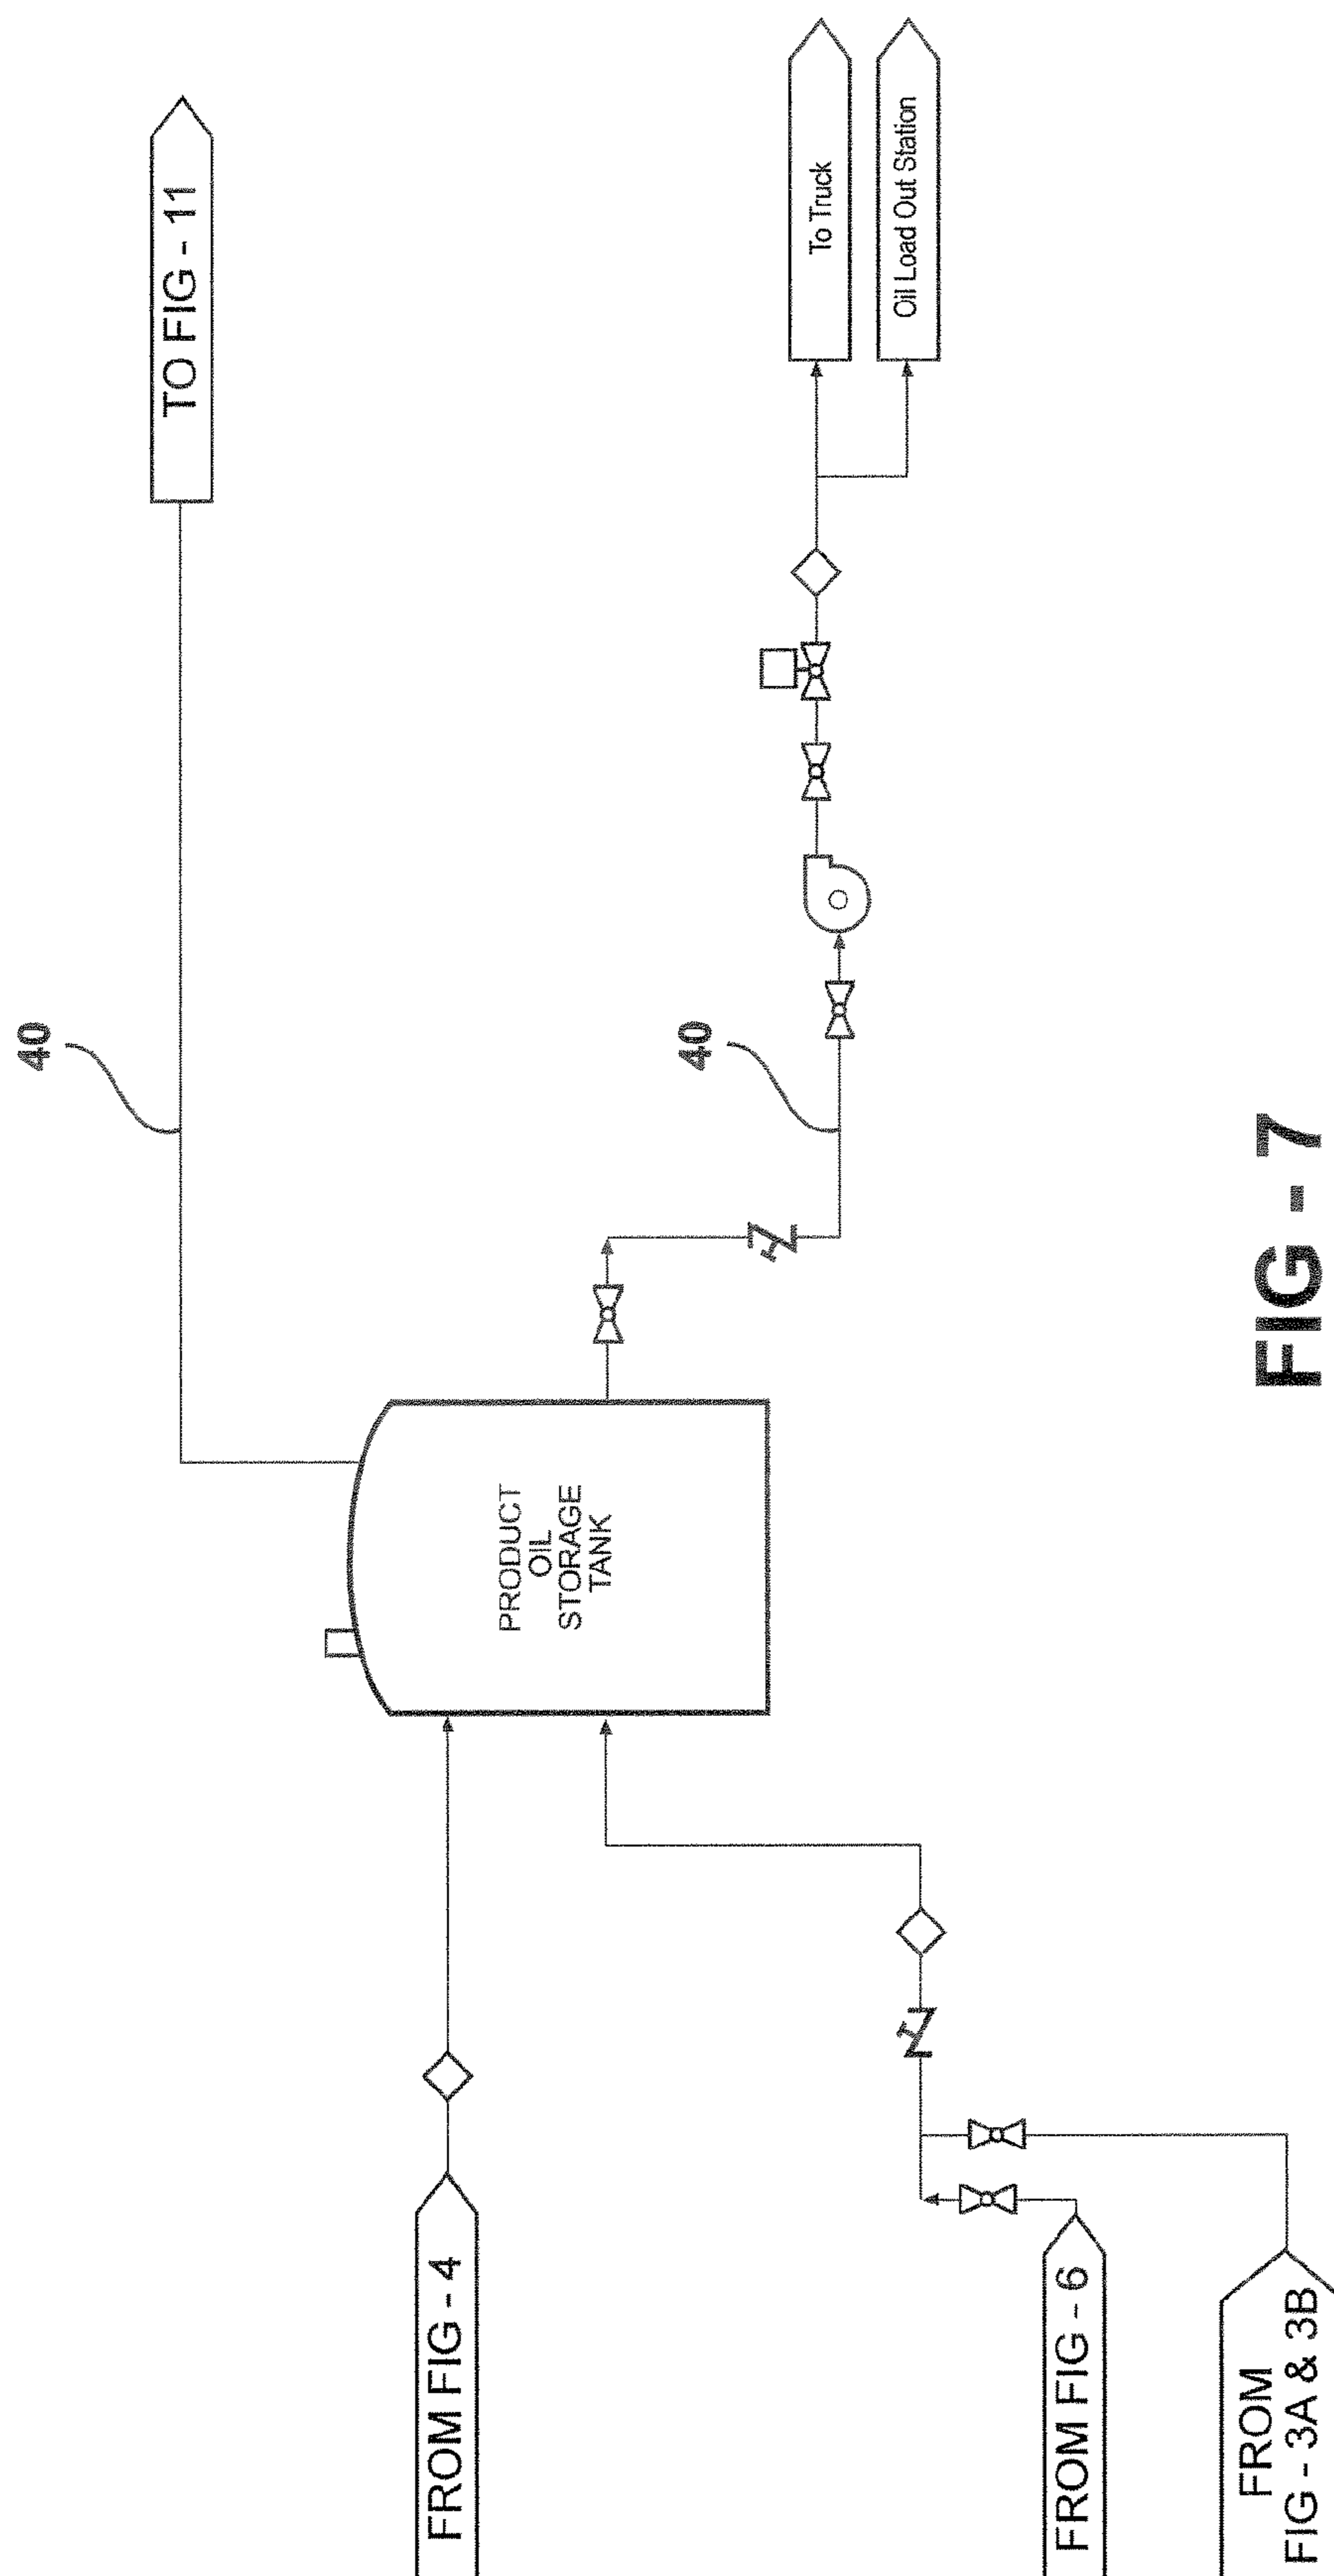 40
TO FIG - 11
FROM FIG - 4
PRODUCT
OIL
STORAGE
TANK
40
To Truck
Oil Load Out Station
FROM FIG - 6
FROM
FIG - 3A & 3B
FIG - 7